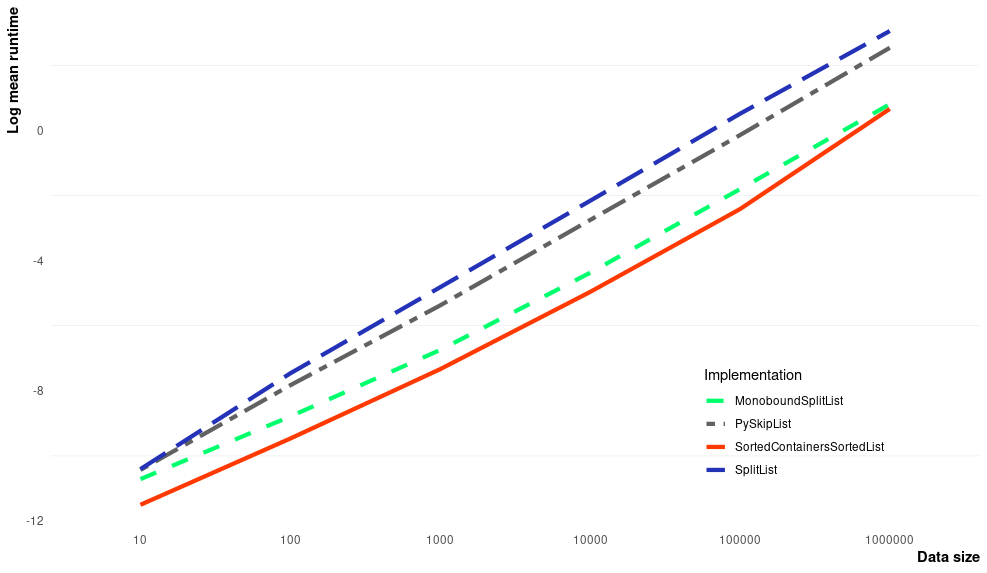 Log mean runtime
0
-4
-8
-12
Implementation
MonoboundSplitList
PySkipList
SortedContainersSortedList
SplitList
10
100
1000
10000
100000
1000000
Data size